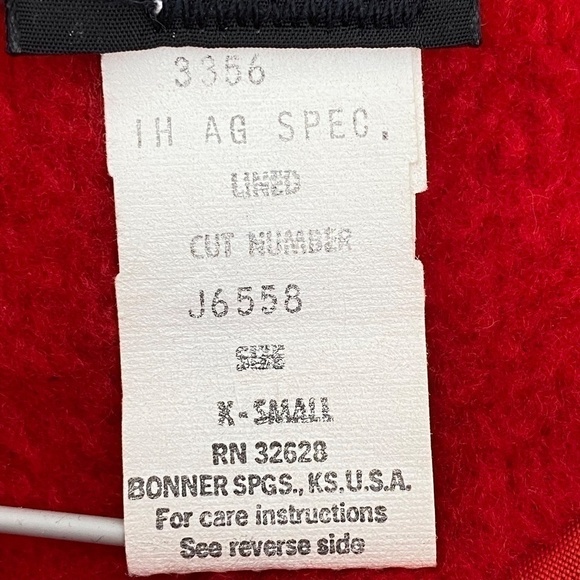 3356
IH AG SPEC.
LINED
CUT NUMBER
J6558
SIZE
X-SMALL
RN 32628
BONNER SPGS., KS.U.S.A.
For care instructions
See reverse side